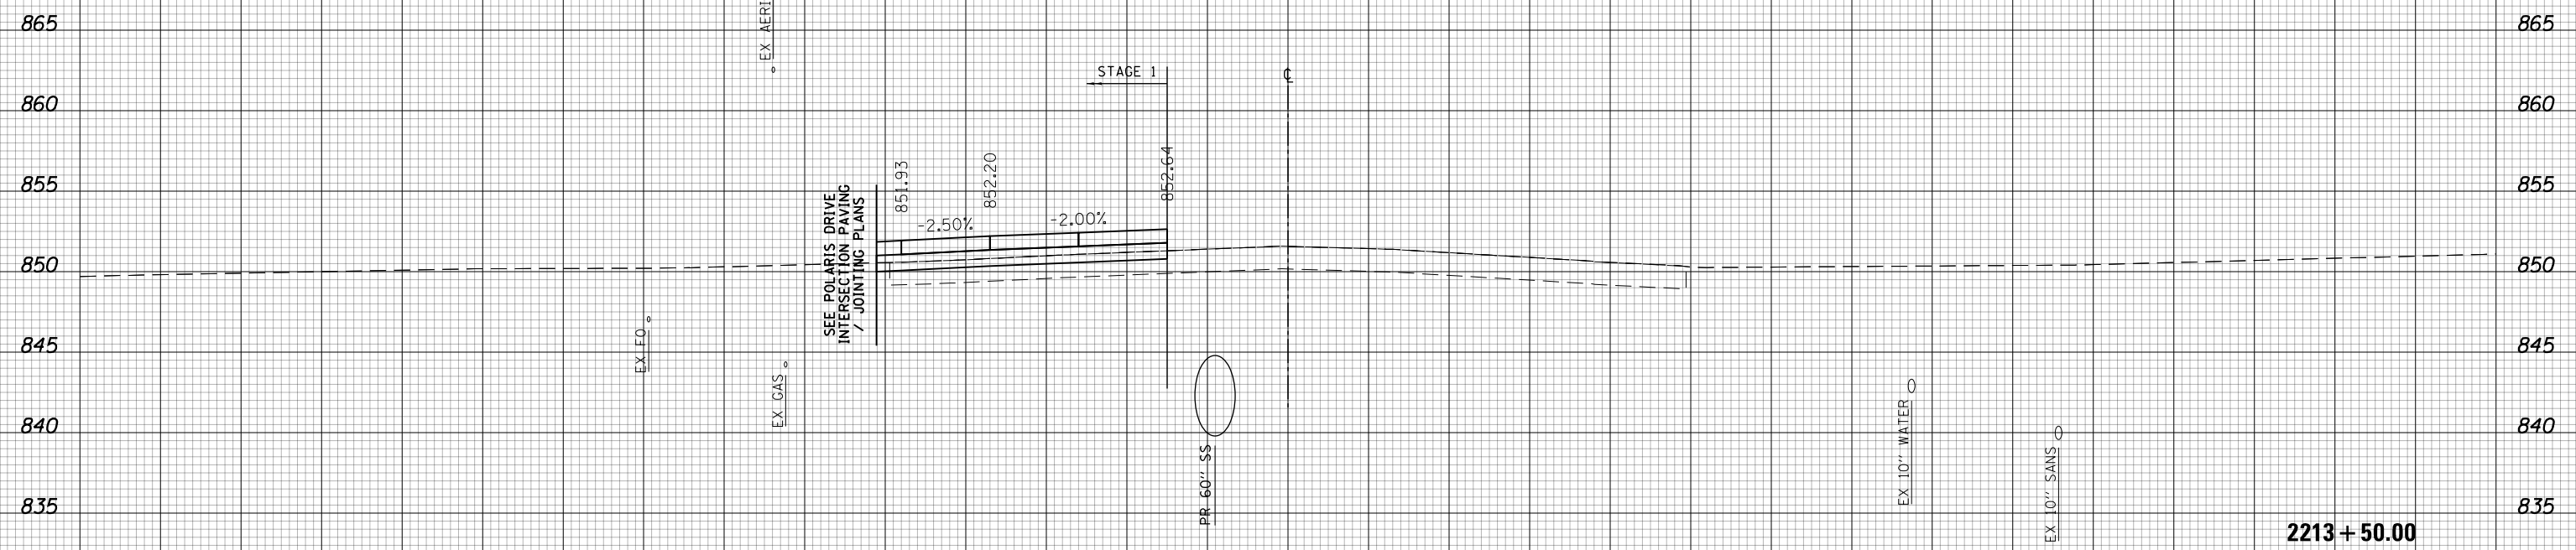 865
EX AERI
865
STAGE 1
℄
860
860
855
851.93
852.20
852.64
855
-2.50%
-2.00%
SEE POLARIS DRIVE
INTERSECTION PAVING
/ JOINTING PLANS
850
850
EX FO
845
845
EX GAS
840
840
EX 10" WATER
PR 60" SS
EX 10" SANS
835
835
2213+50.00